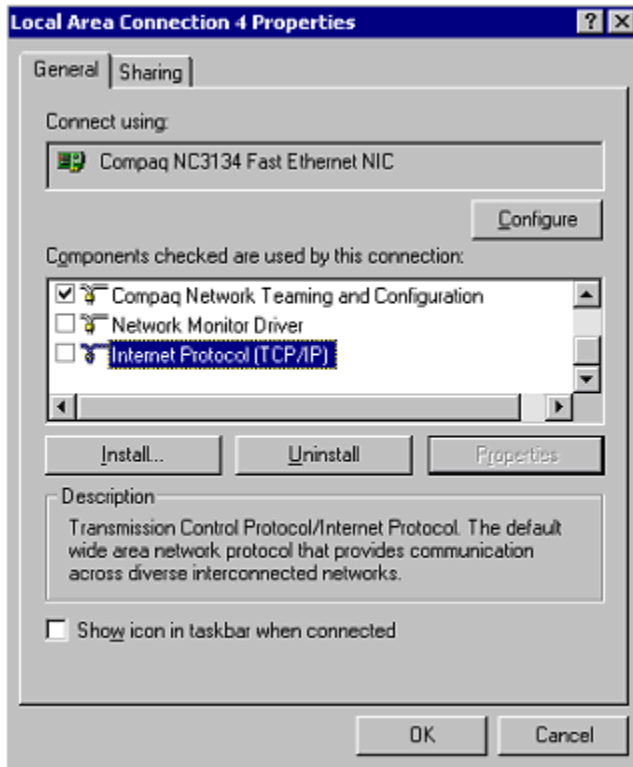 Local Area Connection 4 Properties
General
Sharing
Connect using:
Compaq NC3134 Fast Ethernet NIC
Configure
Components checked are used by this connection:
Compaq Network Teaming and Configuration
Network Monitor Driver
Internet Protocol (TCP/IP)
Install...
Uninstall
Properties
Description
Transmission Control Protocol/Internet Protocol. The default
wide area network protocol that provides communication
across diverse interconnected networks.
Show icon in taskbar when connected
OK
Cancel